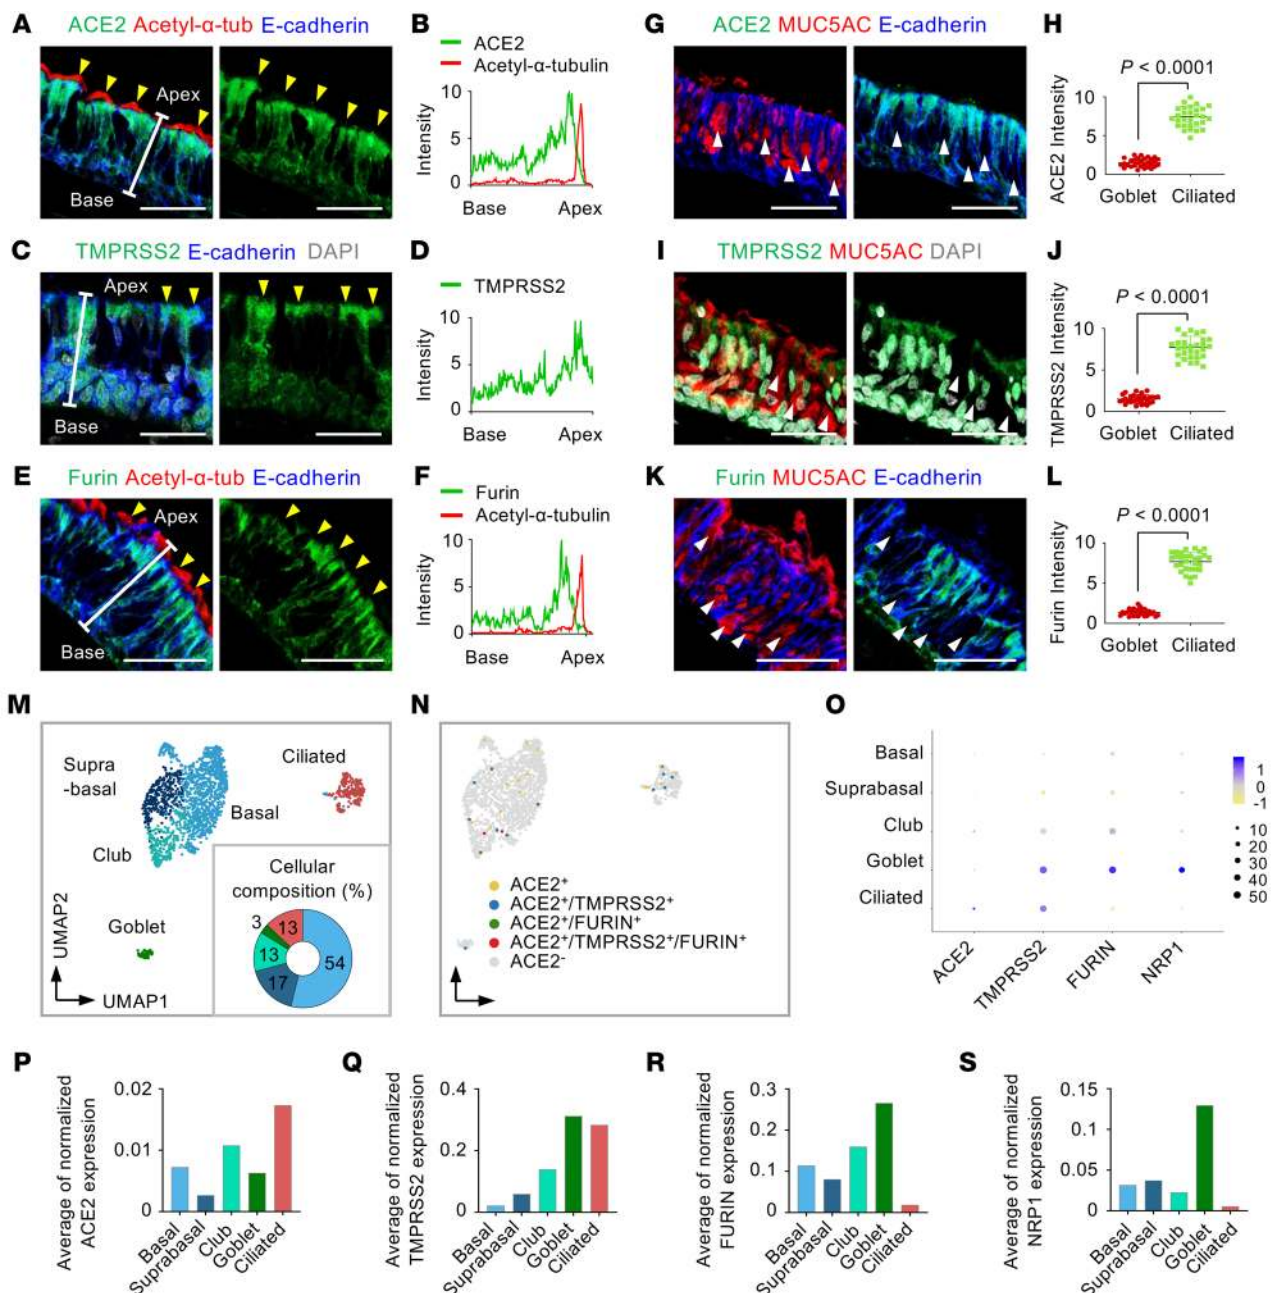 A ACE2 Acetyl-α-tub E-cadherin
Apex
Base
B
ACE2
Acetyl-α-tubulin
Intensity
10
5
0
Base Apex
G ACE2 MUC5AC E-cadherin
H
P < 0.0001
ACE2 Intensity
10
5
0
Goblet Ciliated
C TMPRSS2 E-cadherin DAPI
Apex
Base
D
TMPRSS2
Intensity
10
5
0
Base Apex
I TMPRSS2 MUC5AC DAPI
J
P < 0.0001
TMPRSS2 Intensity
10
5
0
Goblet Ciliated
E Furin Acetyl-α-tub E-cadherin
Apex
Base
F
Furin
Acetyl-α-tubulin
Intensity
10
5
0
Base Apex
K Furin MUC5AC E-cadherin
L
P < 0.0001
Furin Intensity
10
5
0
Goblet Ciliated
M
Supra
-basal
Ciliated
Basal
Club
Goblet
UMAP2
UMAP1
Cellular
composition (%)
3
13
13
17
54
N
ACE2+
ACE2+/TMPRSS2+
ACE2+/FURIN+
ACE2+/TMPRSS2+/FURIN+
ACE2-
O
Basal
Suprabasal
Club
Goblet
Ciliated
ACE2
TMPRSS2
FURIN
NRP1
1
0
-1
10
20
30
40
50
P
Average of normalized
ACE2 expression
0.02
0.01
0
Basal
Suprabasal
Club
Goblet
Ciliated
Q
Average of normalized
TMPRSS2 expression
0.4
0.2
0
Basal
Suprabasal
Club
Goblet
Ciliated
R
Average of normalized
FURIN expression
0.3
0.2
0.1
0
Basal
Suprabasal
Club
Goblet
Ciliated
S
Average of normalized
NRP1 expression
0.15
0.10
0.05
0
Basal
Suprabasal
Club
Goblet
Ciliated